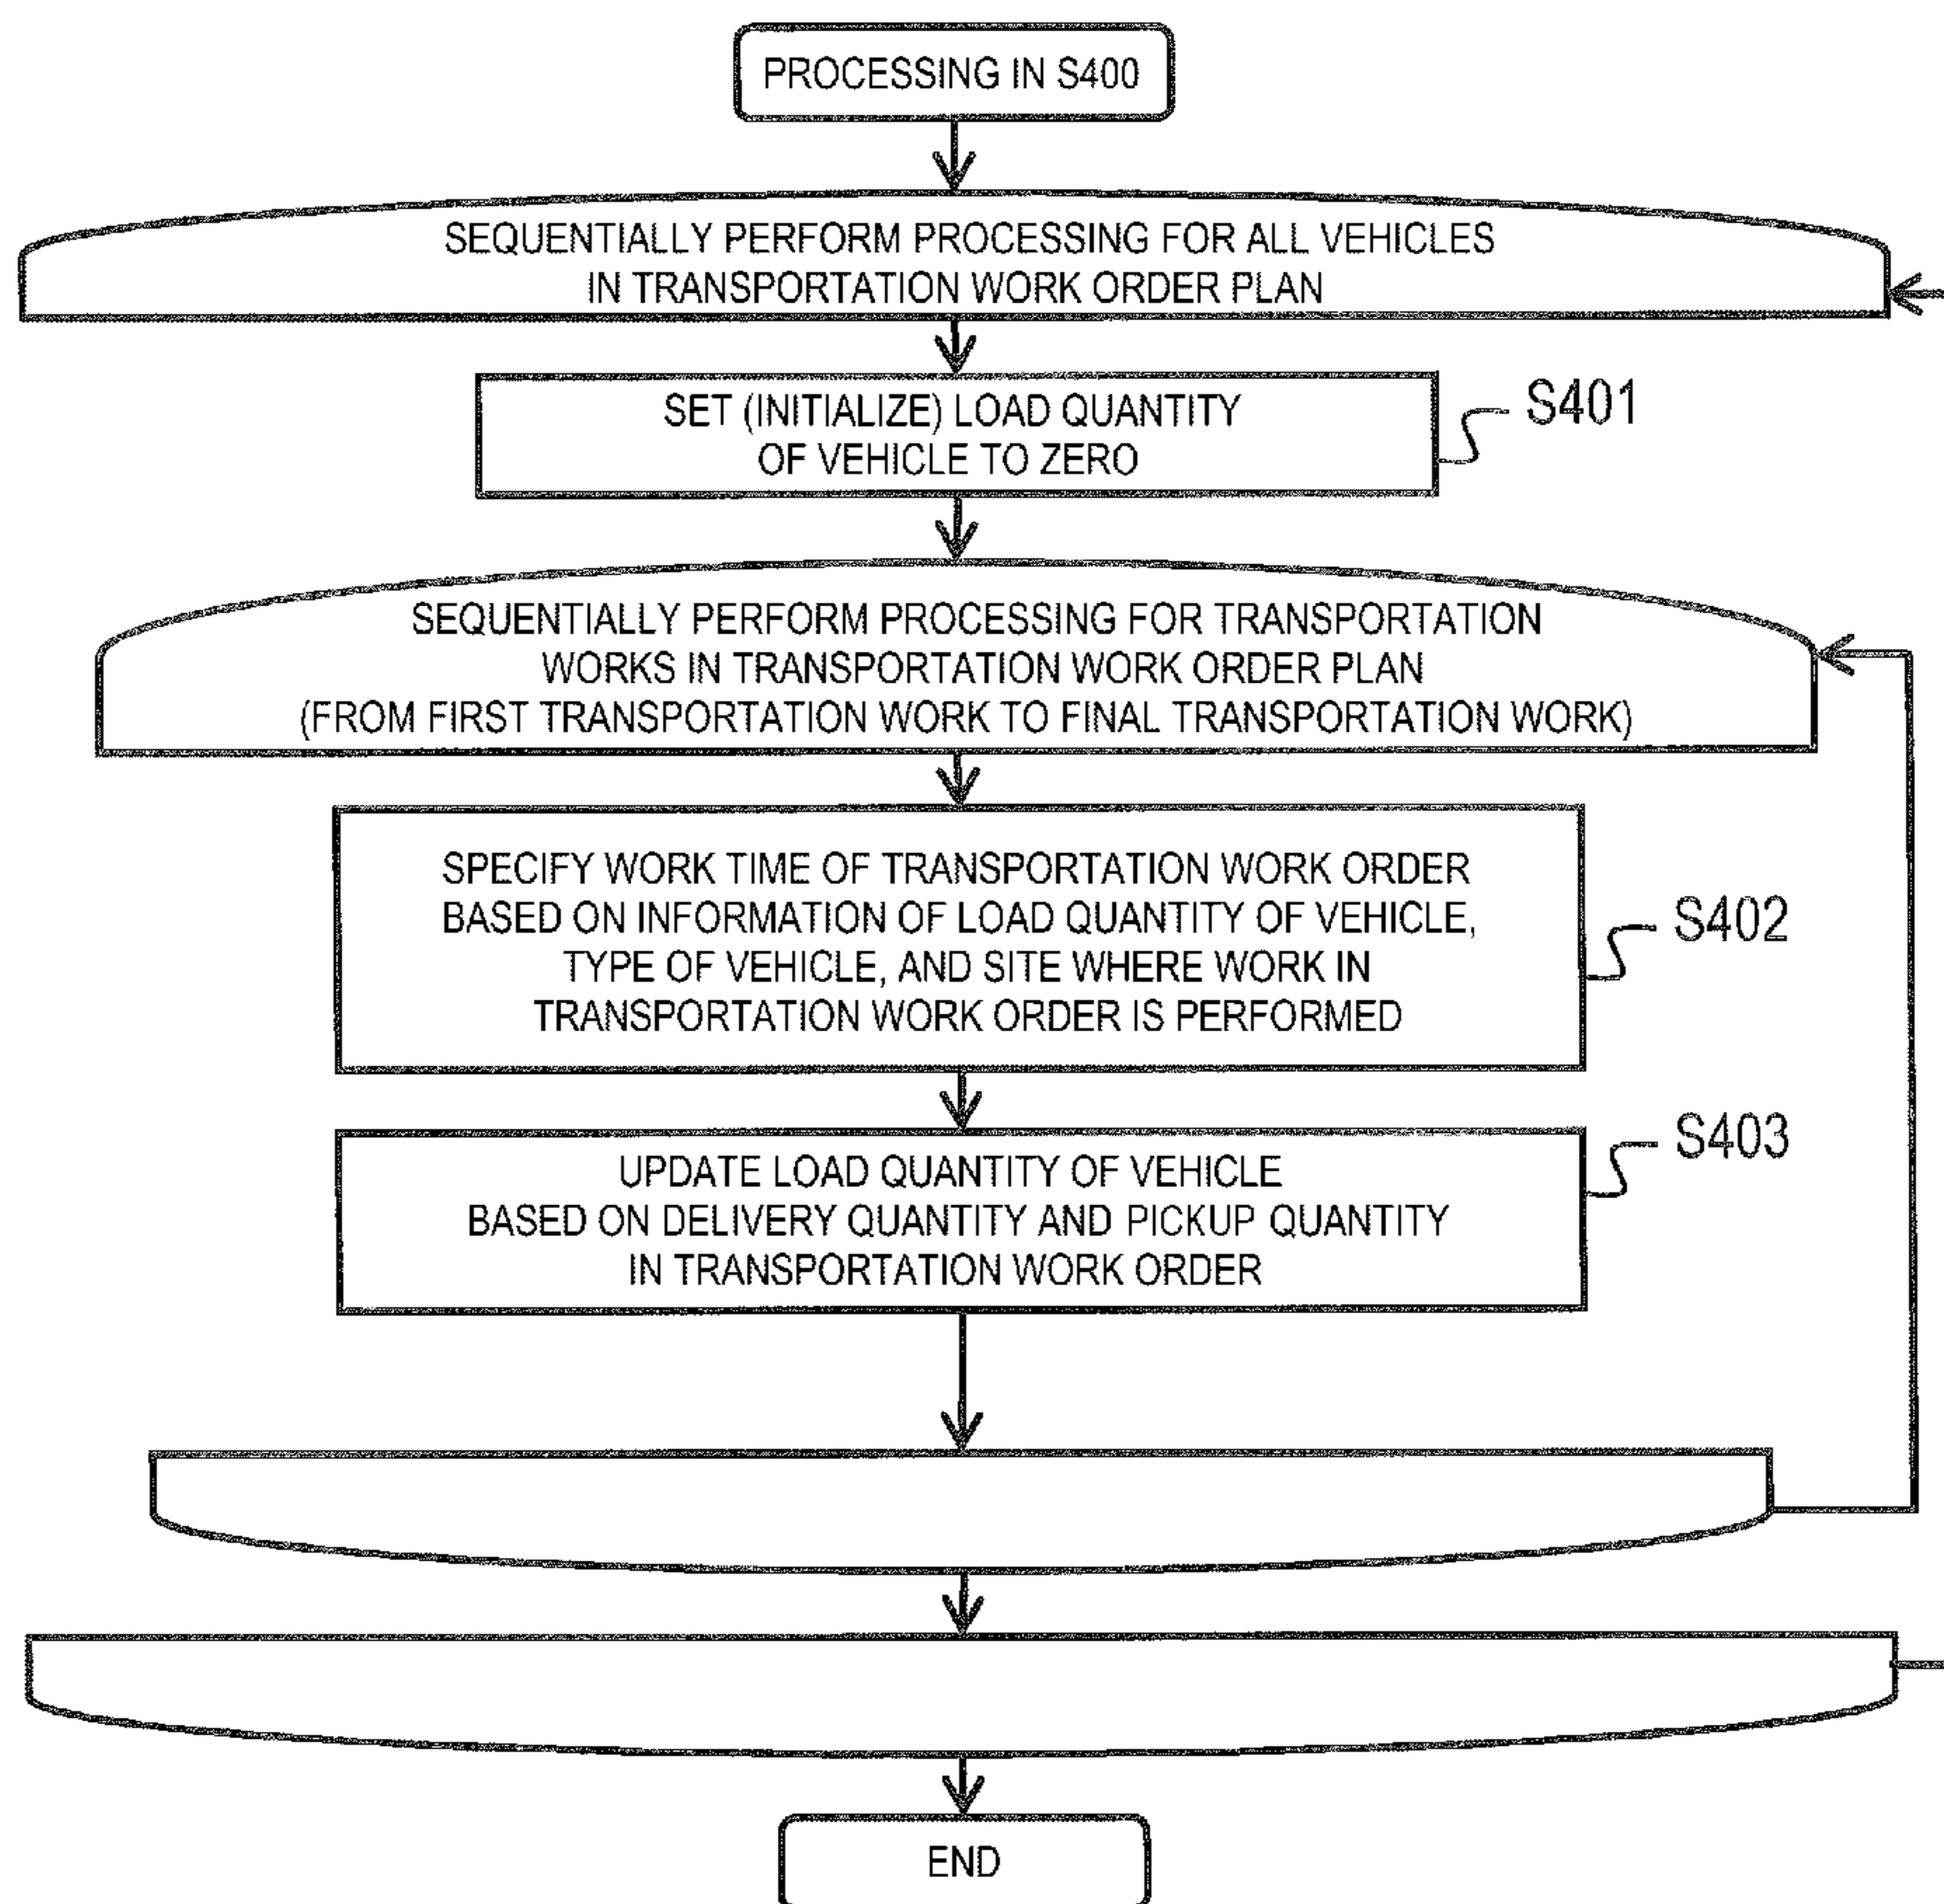 PROCESSING IN S400
SEQUENTIALLY PERFORM PROCESSING FOR ALL VEHICLES
IN TRANSPORTATION WORK ORDER PLAN
SET (INITIALIZE) LOAD QUANTITY
OF VEHICLE TO ZERO
S401
SEQUENTIALLY PERFORM PROCESSING FOR TRANSPORTATION
WORKS IN TRANSPORTATION WORK ORDER PLAN
(FROM FIRST TRANSPORTATION WORK TO FINAL TRANSPORTATION WORK)
SPECIFY WORK TIME OF TRANSPORTATION WORK ORDER
BASED ON INFORMATION OF LOAD QUANTITY OF VEHICLE,
TYPE OF VEHICLE, AND SITE WHERE WORK IN
TRANSPORTATION WORK ORDER IS PERFORMED
S402
UPDATE LOAD QUANTITY OF VEHICLE
BASED ON DELIVERY QUANTITY AND PICKUP QUANTITY
IN TRANSPORTATION WORK ORDER
S403
END